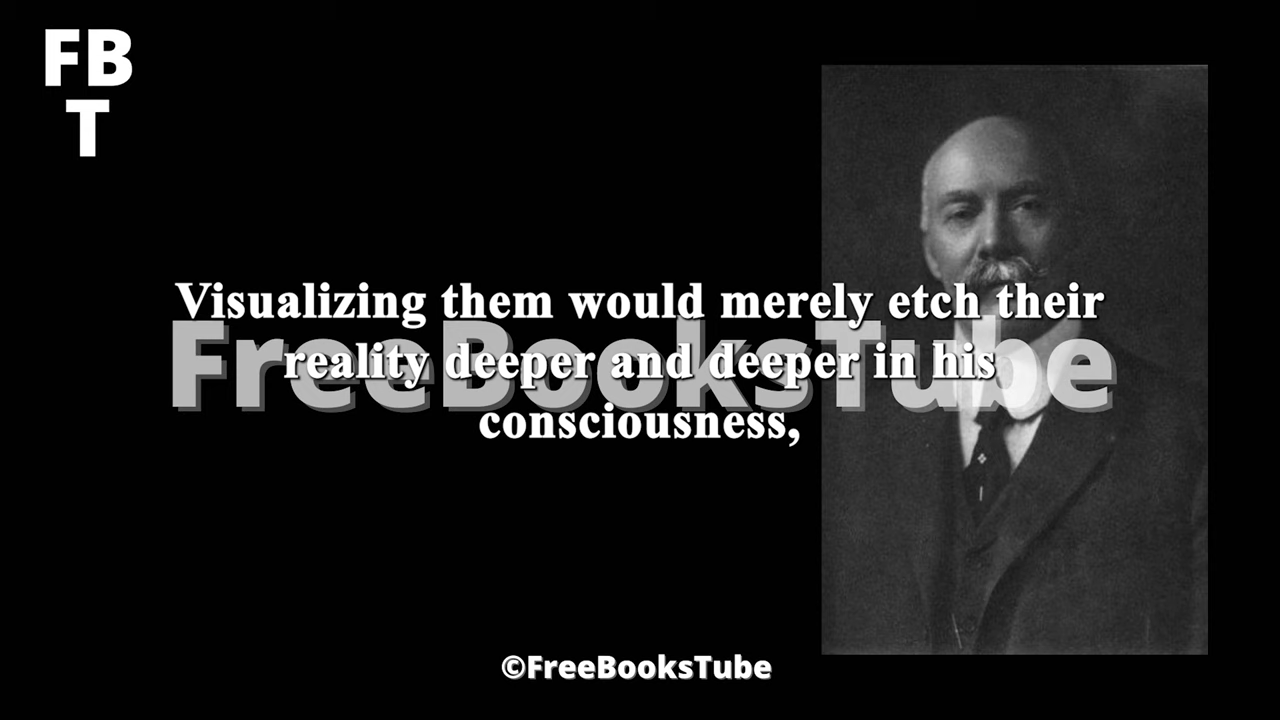 FB
T
Visualizing them would merely etch their
reality deeper and deeper in his
consciousness,
FreeBooksTube
©FreeBooksTube